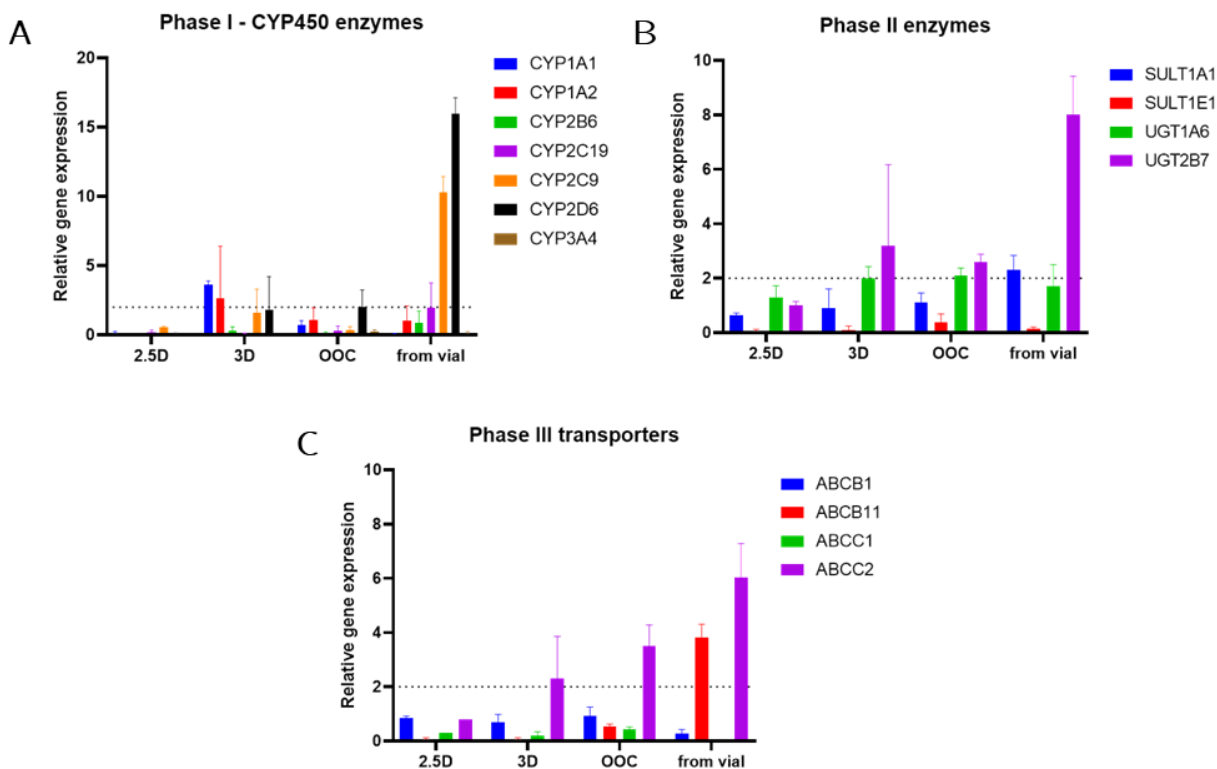 A
Phase I - CYP450 enzymes
Relative gene expression
20
15
10
5
0
2.5D
3D
OOC
from vial
CYP1A1
CYP1A2
CYP2B6
CYP2C19
CYP2C9
CYP2D6
CYP3A4
B
Phase II enzymes
Relative gene expression
10
8
6
4
2
0
2.5D
3D
OOC
from vial
SULT1A1
SULT1E1
UGT1A6
UGT2B7
C
Phase III transporters
Relative gene expression
10
8
6
4
2
0
2.5D
3D
OOC
from vial
ABCB1
ABCB11
ABCC1
ABCC2